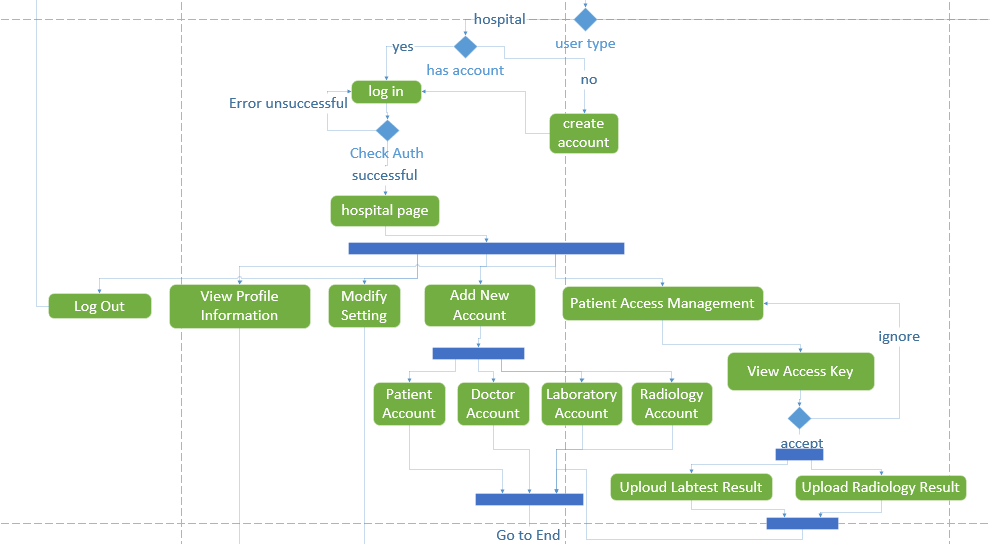 hospital
user type
yes
has account
no
log in
Error unsuccessful
create
account
Check Auth
successful
hospital page
Log Out
View Profile
Information
Modify
Setting
Add New
Account
Patient Access Management
ignore
View Access Key
Patient
Account
Doctor
Account
Laboratory
Account
Radiology
Account
accept
Uploud Labtest Result
Upload Radiology Result
Go to End